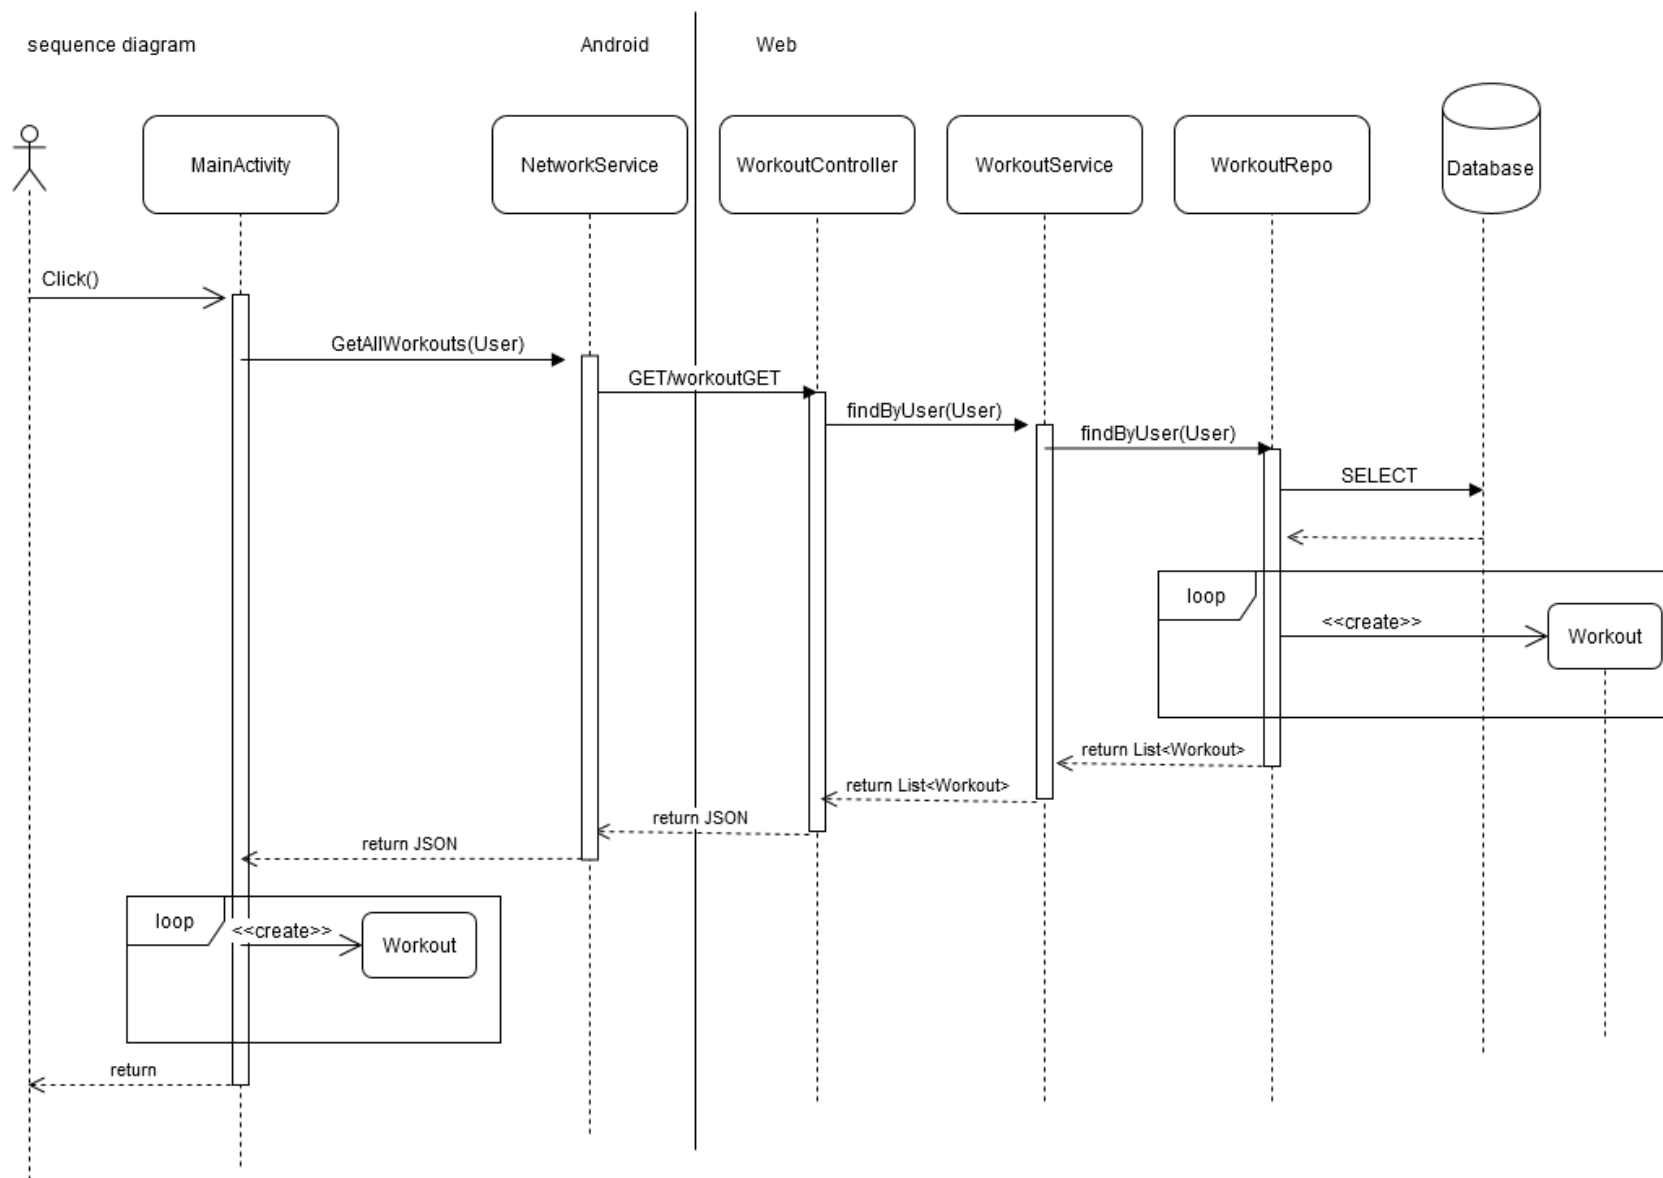 sequence diagram
Android
Web
MainActivity
NetworkService
WorkoutController
WorkoutService
WorkoutRepo
Database
Click()
GetAllWorkouts(User)
GET/workoutGET
findByUser(User)
findByUser(User)
SELECT
loop
<<create>>
Workout
return List<Workout>
return List<Workout>
return JSON
return JSON
loop
<<create>>
Workout
return